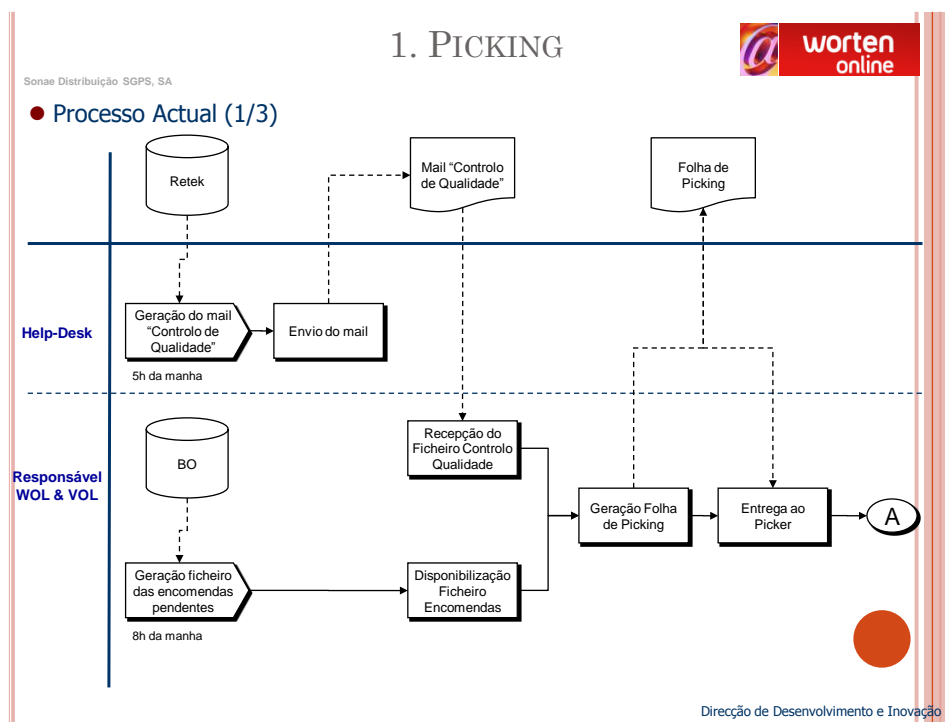 1. PICKING
@ worten
online
Sonae Distribuição SGPS, SA
Processo Actual (1/3)
Retek
Mail “Controlo
de Qualidade”
Folha de
Picking
Help-Desk
Geração do mail
“Controlo de
Qualidade”
Envio do mail
5h da manha
Responsável
WOL & VOL
BO
Recepção do
Ficheiro Controlo
Qualidade
Geração Folha
de Picking
Entrega ao
Picker
A
Geração ficheiro
das encomendas
pendentes
Disponibilização
Ficheiro
Encomendas
8h da manha
Direcção de Desenvolvimento e Inovação